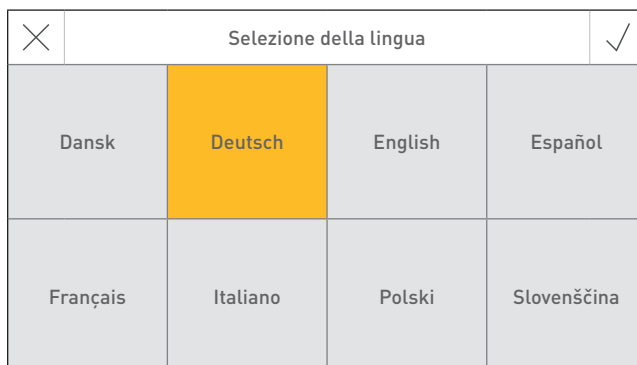 Selezione della lingua
Dansk Deutsch English Español
Français Italiano Polski Slovenščina